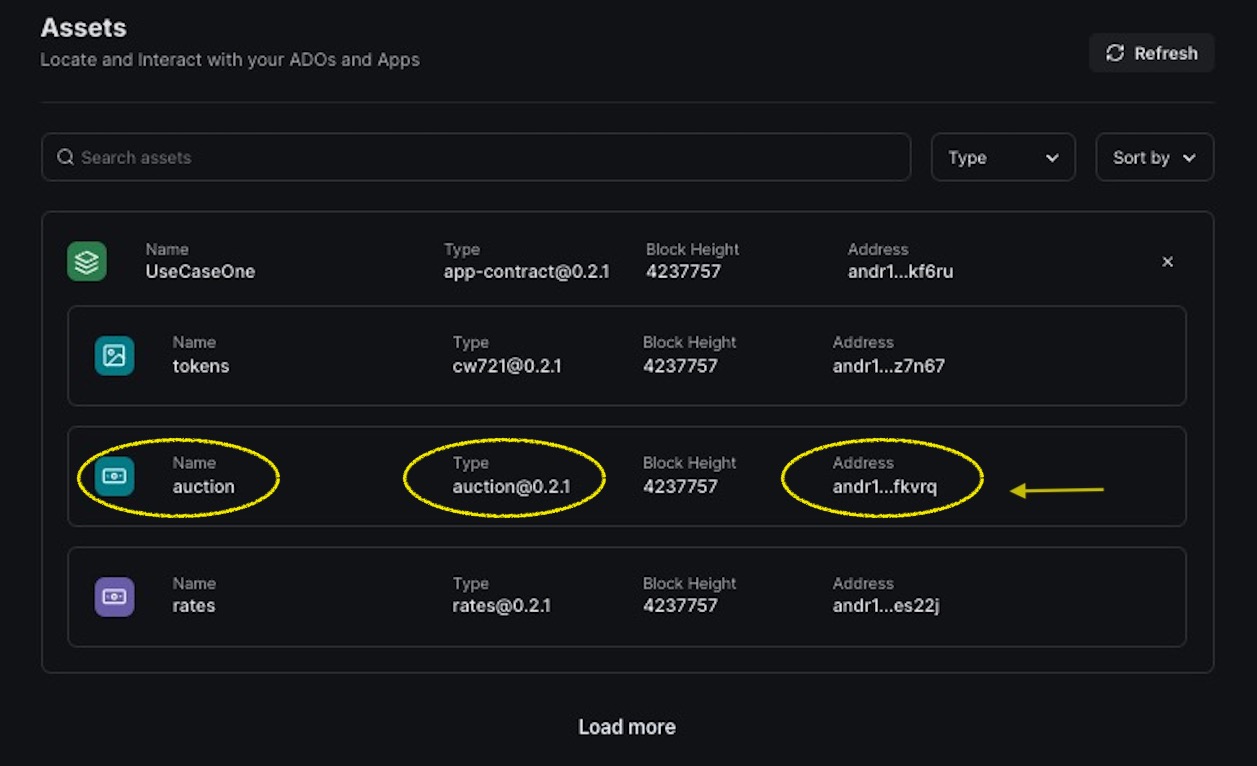 Assets
Locate and Interact with your ADOs and Apps
Refresh
Search assets
Type
Sort by
Name Type Block Height Address
UseCaseOne app-contract@0.2.1 4237757 andr1...kf6ru
Name Type Block Height Address
tokens cw721@0.2.1 4237757 andr1...z7n67
Name Type Block Height Address
auction auction@0.2.1 4237757 andr1...fkvrq
Name Type Block Height Address
rates rates@0.2.1 4237757 andr1...es22j
Load more